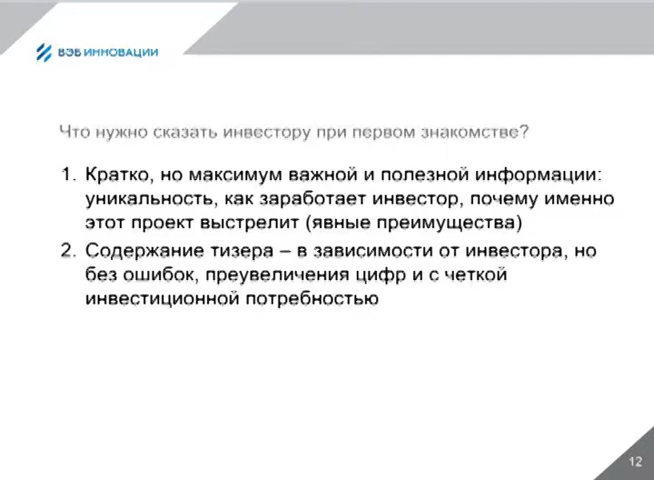 ВЭБ ИННОВАЦИИ
Что нужно сказать инвестору при первом знакомстве?
1. Кратко, но максимум важной и полезной информации:
уникальность, как заработает инвестор, почему именно
этот проект выстрелит (явные преимущества)
2. Содержание тизера – в зависимости от инвестора, но
без ошибок, преувеличения цифр и с четкой
инвестиционной потребностью
12